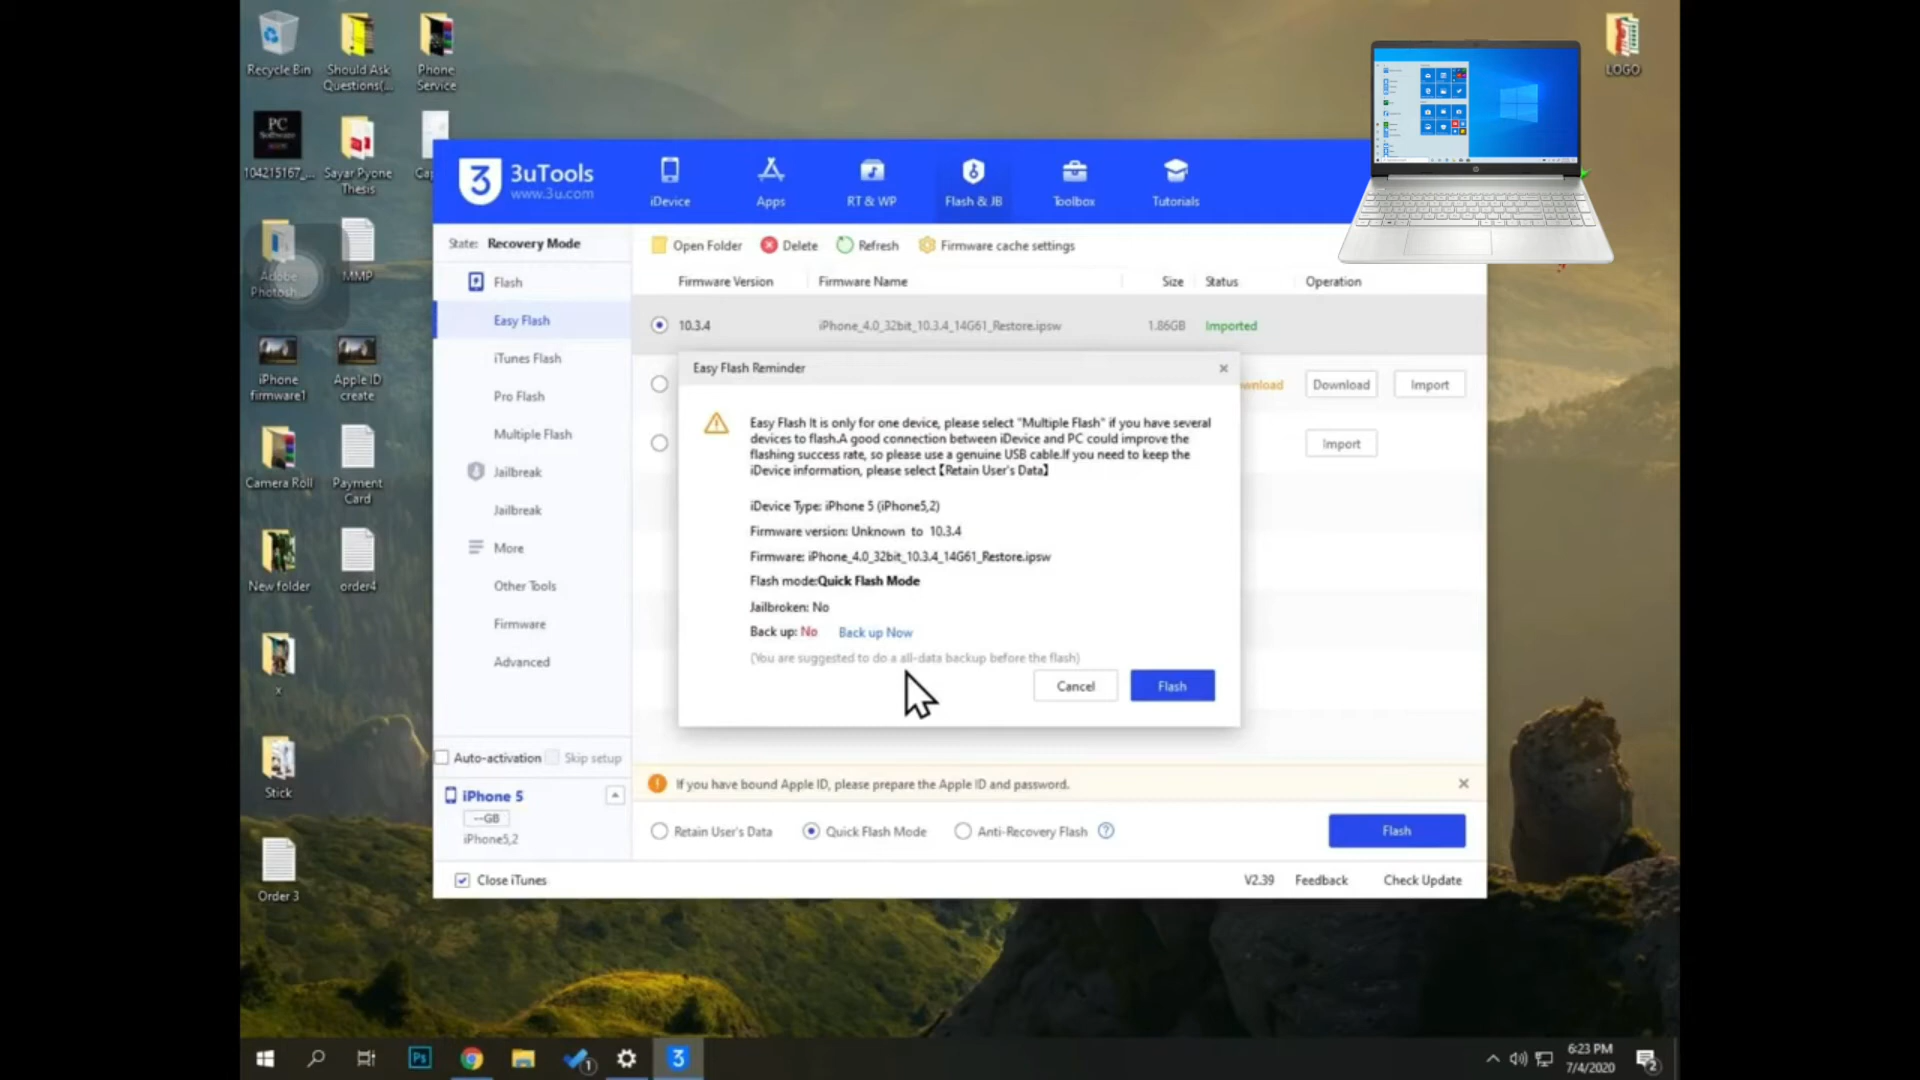 Recycle Bin
Should Ask
Questions(...
Phone
Service
LOGO
PC
Software
104215167_...
Sayar Pyone
Thesis
Adobe
Photosh...
MMP
iPhone
firmware1
Apple ID
create
Camera Roll
Payment
Card
New folder
order4
x
Stick
Order 3
3
3uTools
www.3u.com
iDevice
Apps
RT & WP
Flash & JB
Toolbox
Tutorials
State: Recovery Mode
Open Folder
Delete
Refresh
Firmware cache settings
Flash
Easy Flash
iTunes Flash
Pro Flash
Multiple Flash
Jailbreak
Jailbreak
More
Other Tools
Firmware
Advanced
Firmware Version
Firmware Name
Size
Status
Operation
10.3.4
iPhone_4.0_32bit_10.3.4_14G61_Restore.ipsw
1.86GB
Imported
Download
Import
Import
Easy Flash Reminder
Easy Flash It is only for one device, please select "Multiple Flash" if you have several
devices to flash.A good connection between iDevice and PC could improve the
flashing success rate, so please use a genuine USB cable.If you need to keep the
iDevice information, please select【Retain User's Data】
iDevice Type: iPhone 5 (iPhone5,2)
Firmware version: Unknown to 10.3.4
Firmware: iPhone_4.0_32bit_10.3.4_14G61_Restore.ipsw
Flash mode:Quick Flash Mode
Jailbroken: No
Back up: No Back up Now
(You are suggested to do a all-data backup before the flash)
Cancel
Flash
Auto-activation
Skip setup
iPhone 5
--GB
iPhone5,2
If you have bound Apple ID, please prepare the Apple ID and password.
Retain User's Data
Quick Flash Mode
Anti-Recovery Flash
Flash
Close iTunes
V2.39
Feedback
Check Update
Ps
1
3
6:23 PM
7/4/2020
2